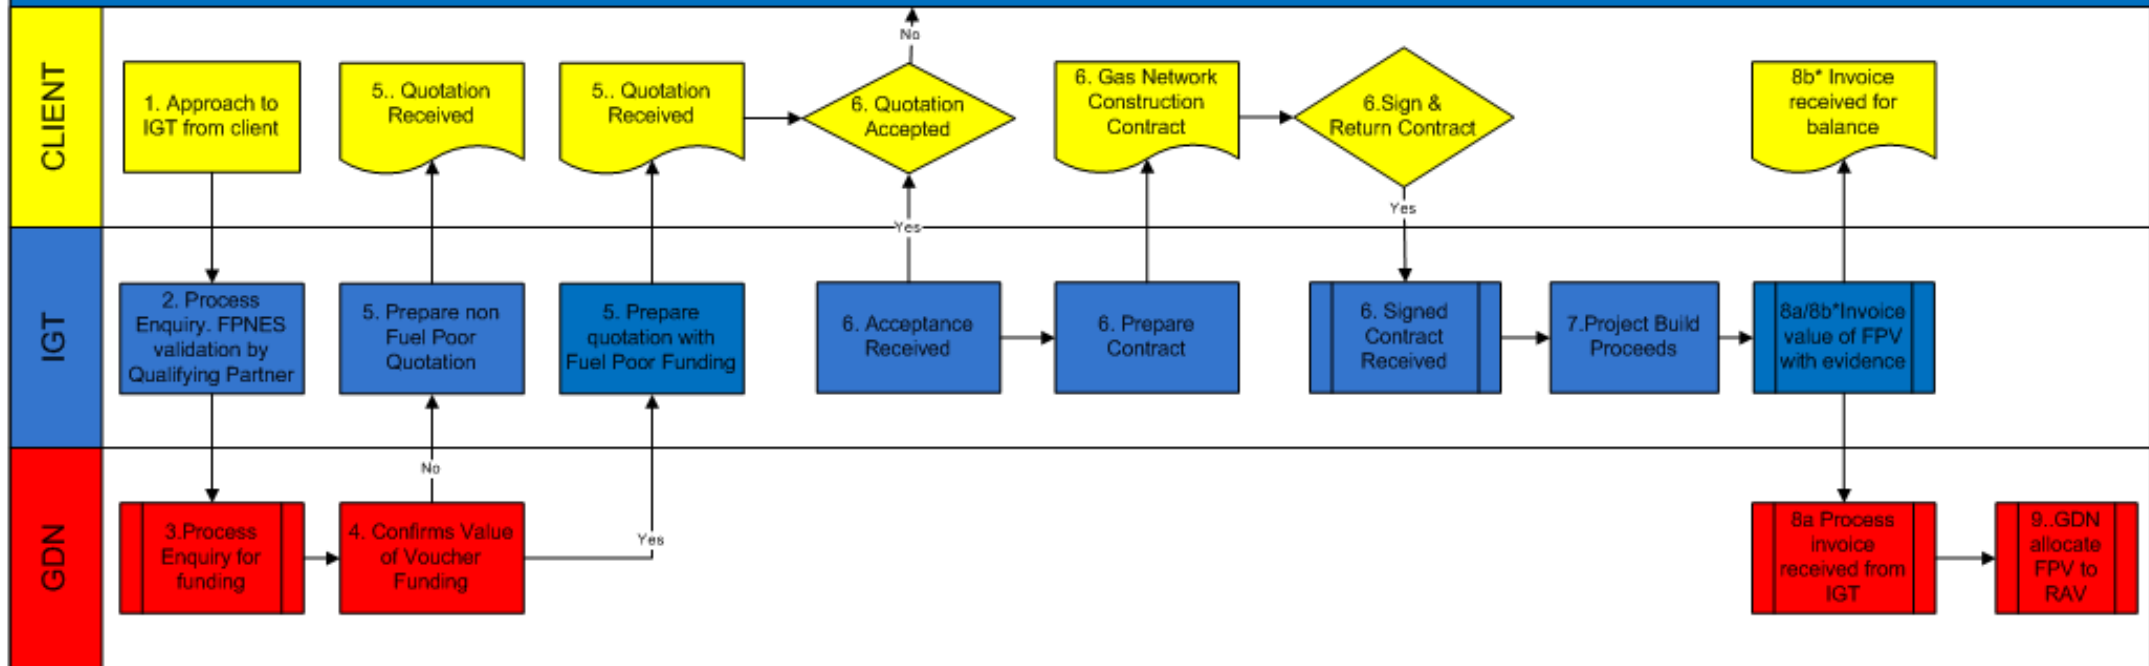 CLIENT
1. Approach to
IGT from client
5.. Quotation
Received
5.. Quotation
Received
No
6. Quotation
Accepted
6. Gas Network
Construction
Contract
6.Sign &
Return Contract
8b* Invoice
received for
balance
Yes
Yes
IGT
2. Process
Enquiry. FPNES
validation by
Qualifying Partner
5. Prepare non
Fuel Poor
Quotation
5. Prepare
quotation with
Fuel Poor Funding
6. Acceptance
Received
6. Prepare
Contract
6. Signed
Contract
Received
7.Project Build
Proceeds
8a/8b*Invoice
value of FPV
with evidence
No
Yes
GDN
3.Process
Enquiry for
funding
4. Confirms Value
of Voucher
Funding
8a Process
invoice
received from
IGT
9..GDN
allocate
FPV to
RAV